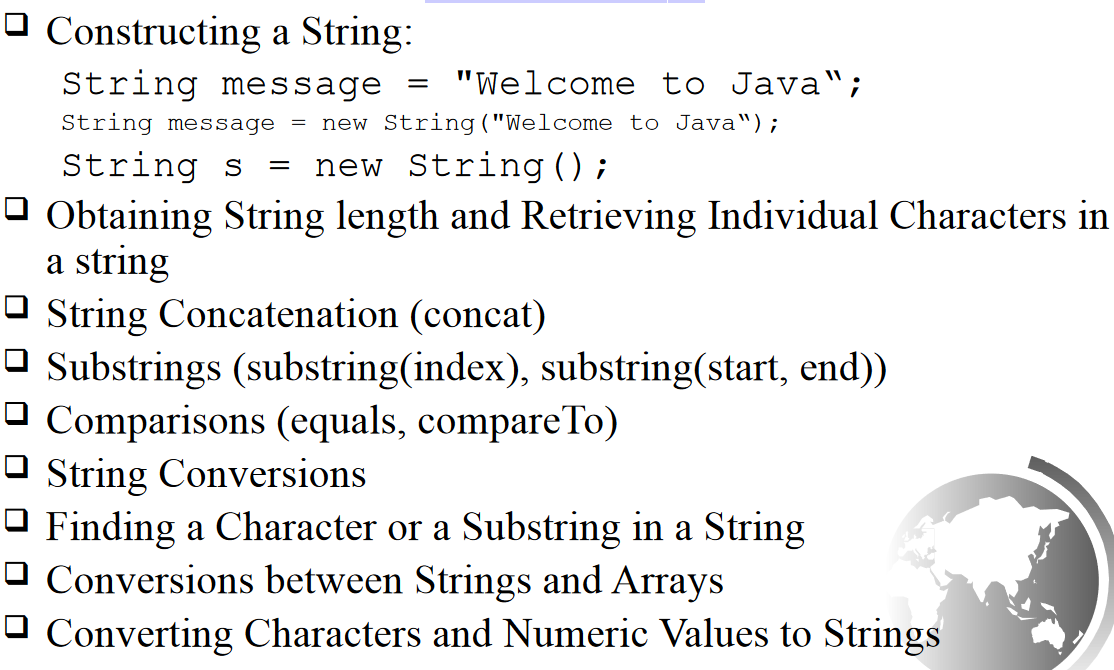 Constructing a String:
String message = "Welcome to Java‟;
String message = new String("Welcome to Java‟);
String s = new String();
Obtaining String length and Retrieving Individual Characters in
a string
String Concatenation (concat)
Substrings (substring(index), substring(start, end))
Comparisons (equals, compareTo)
String Conversions
Finding a Character or a Substring in a String
Conversions between Strings and Arrays
Converting Characters and Numeric Values to Strings